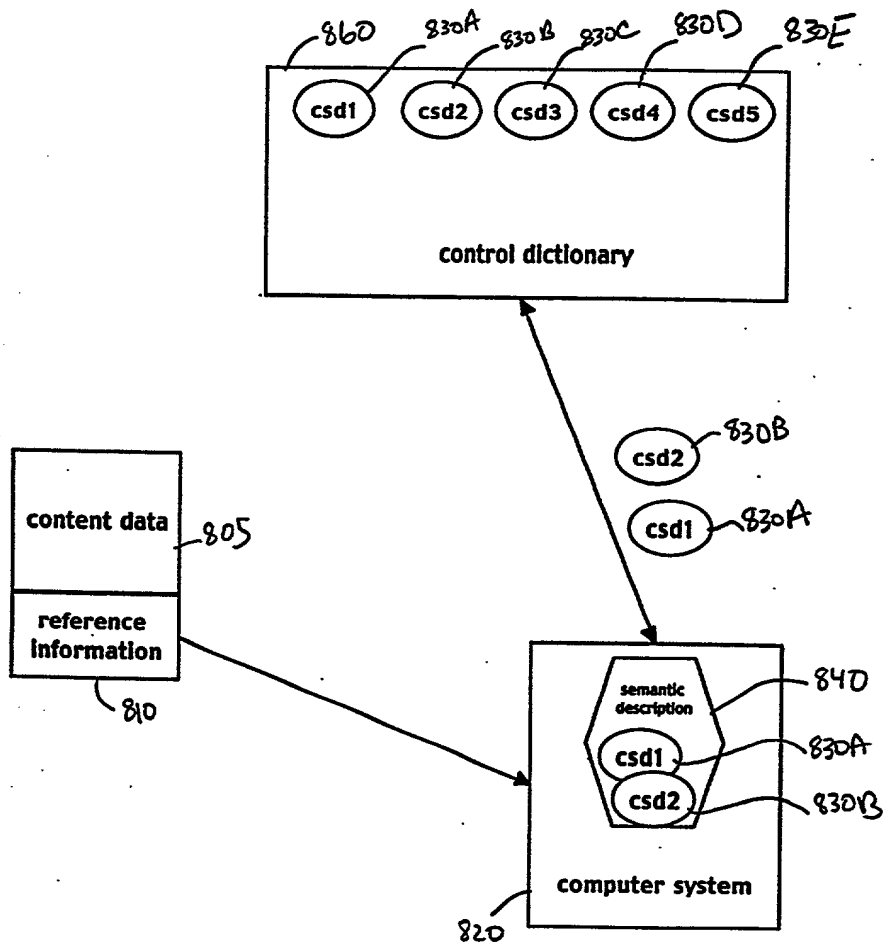 860 830A 830B 830C 830D 830E
csd1 csd2 csd3 csd4 csd5
control dictionary
csd2 830B
csd1 830A
content data
805
reference
information
810
semantic
description
840
csd1
830A
csd2
830B
computer system
820